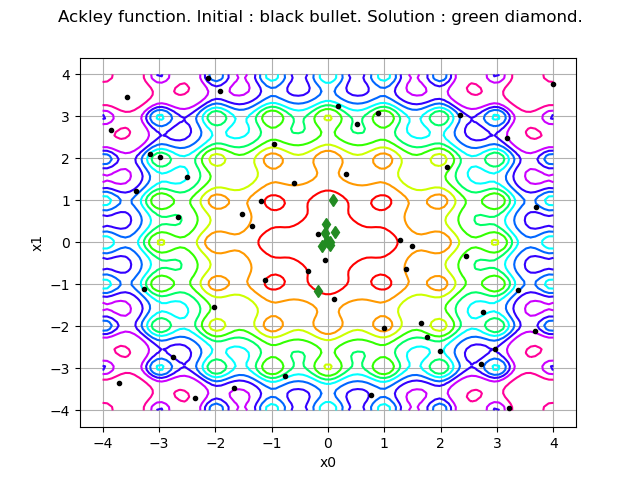 Ackley function. Initial : black bullet. Solution : green diamond.
4
3
2
1
0
−1
−2
−3
−4
x1
−4 −3 −2 −1 0 1 2 3 4
x0